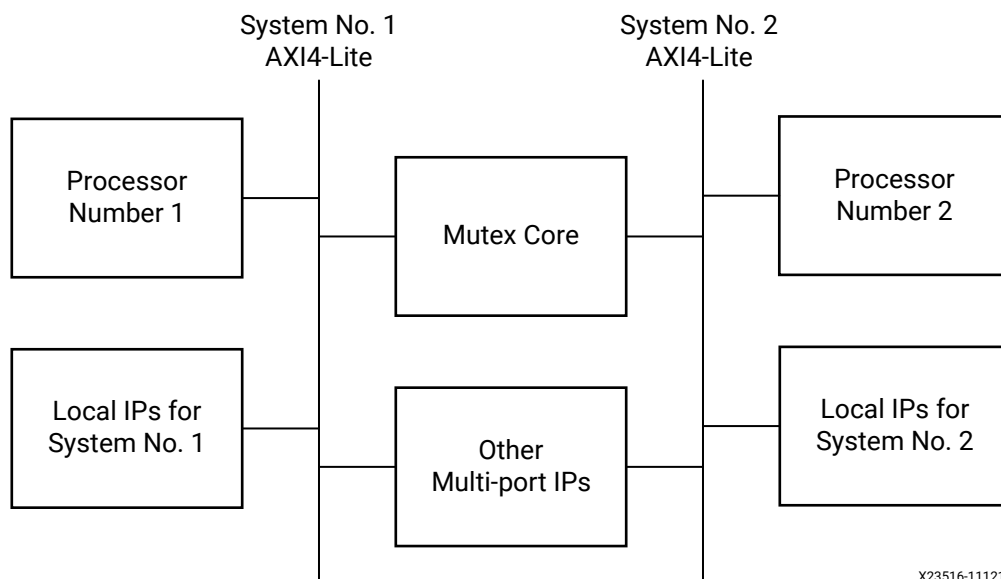 System No. 1
AXI4-Lite
System No. 2
AXI4-Lite
Processor
Number 1
Mutex Core
Processor
Number 2
Local IPs for
System No. 1
Other
Multi-port IPs
Local IPs for
System No. 2